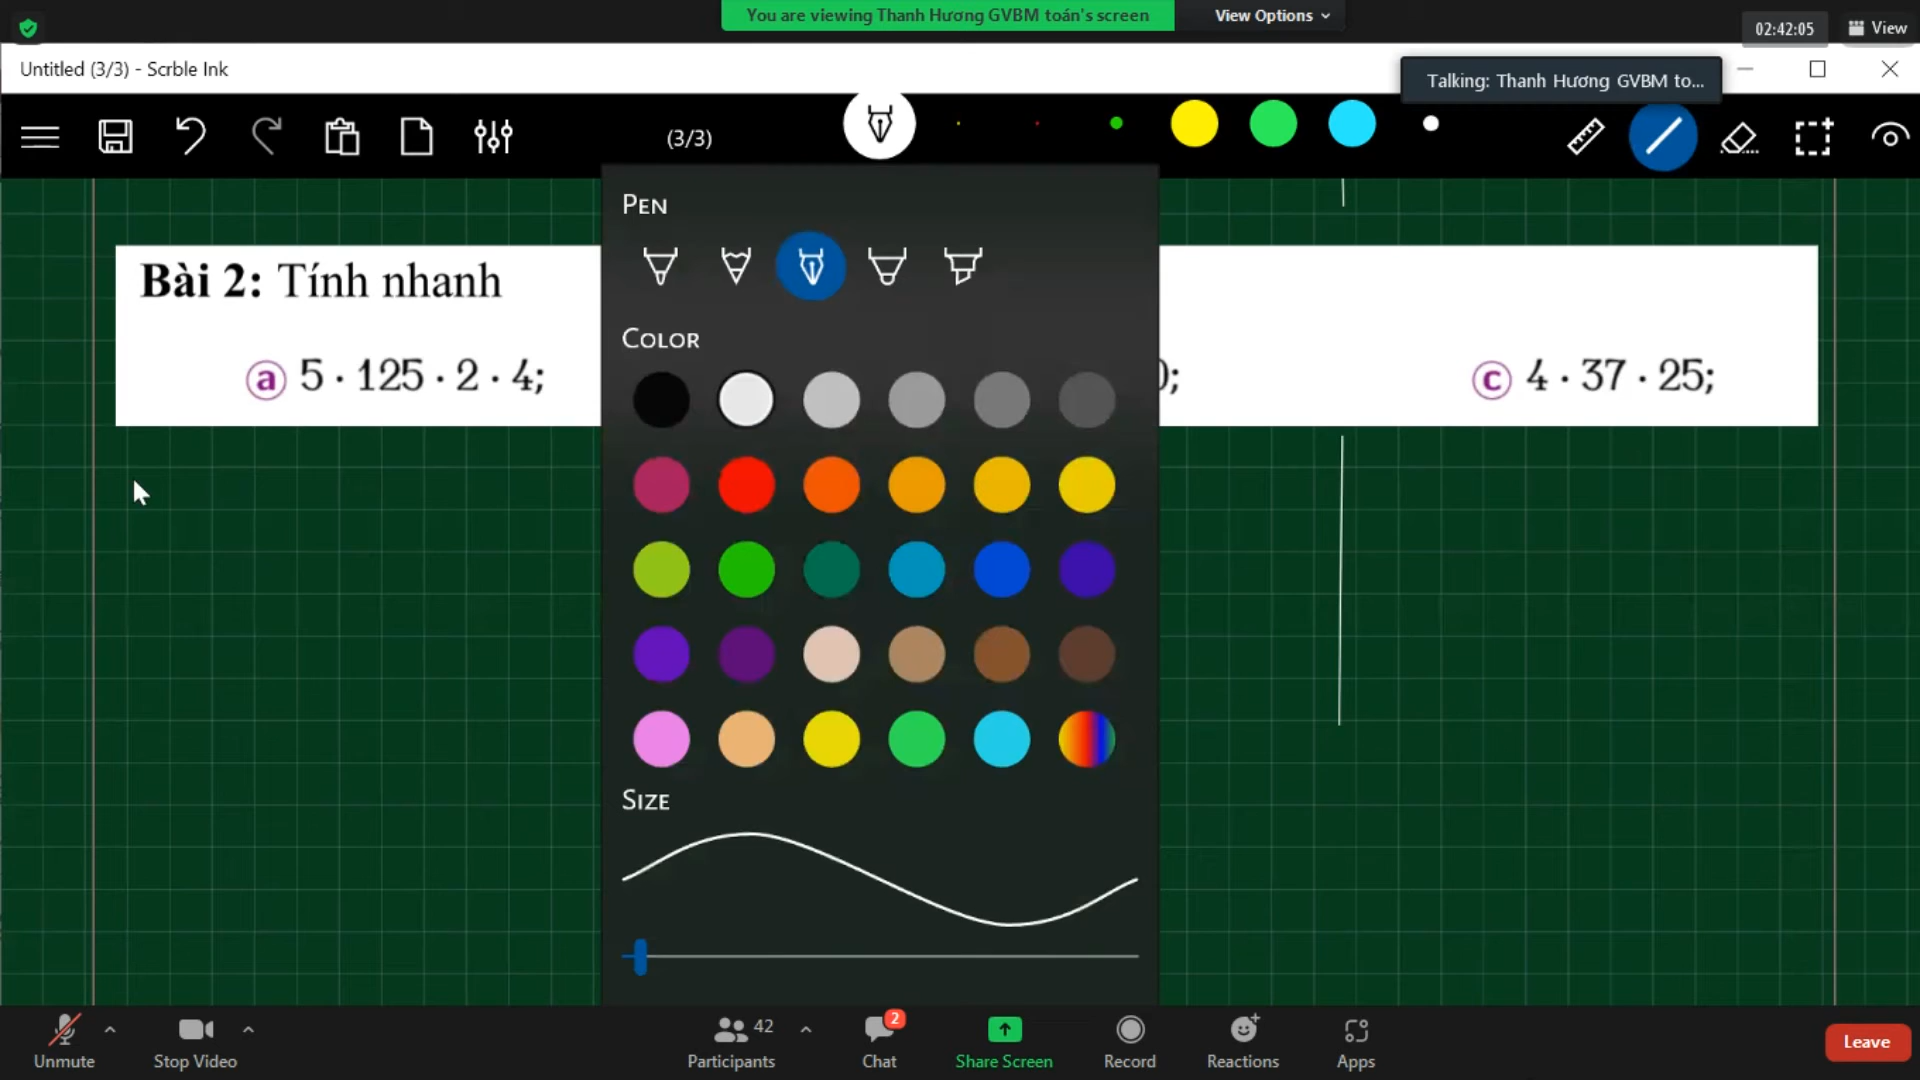 You are viewing Thanh Hương GVBM toán's screen
View Options
02:42:05
View
Untitled (3/3) - Scrble Ink
Talking: Thanh Hương GVBM to...
(3/3)
PEN
Bài 2: Tính nhanh
COLOR
a 5 · 125 · 2 · 4;
);
c 4 · 37 · 25;
SIZE
Unmute
Stop Video
Participants
42
Chat
2
Share Screen
Record
Reactions
Apps
Leave